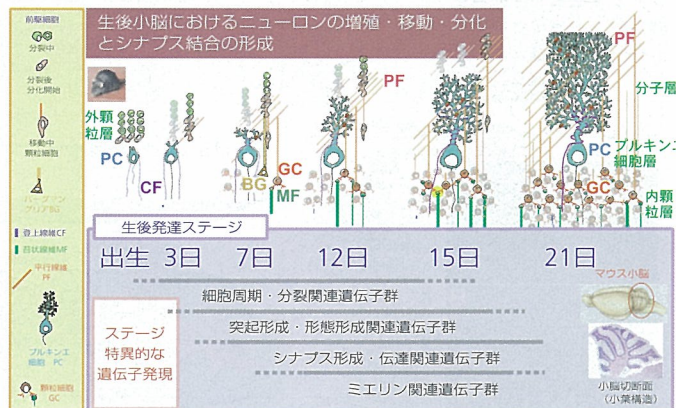 前駆細胞
分裂中
分裂後
分化開始
移動中
顆粒細胞
バーグマン
グリア BG
登上線維CF
苔状線維MF
平行線維
PF
プルキンエ
細胞 PC
顆粒細胞
GC
生後小脳におけるニューロンの増殖・移動・分化
とシナプス結合の形成
外顆
粒層
PC
CF
BG
GC
MF
PF
PF
分子層
PC
プルキンエ
細胞層
GC
内顆
粒層
生後発達ステージ
出生 3日 7日 12日 15日 21日
ステージ
特異的な
遺伝子発現
細胞周期・分裂関連遺伝子群
突起形成・形態形成関連遺伝子群
シナプス形成・伝達関連遺伝子群
ミエリン関連遺伝子群
マウス小脳
小脳切断面
（小葉構造）